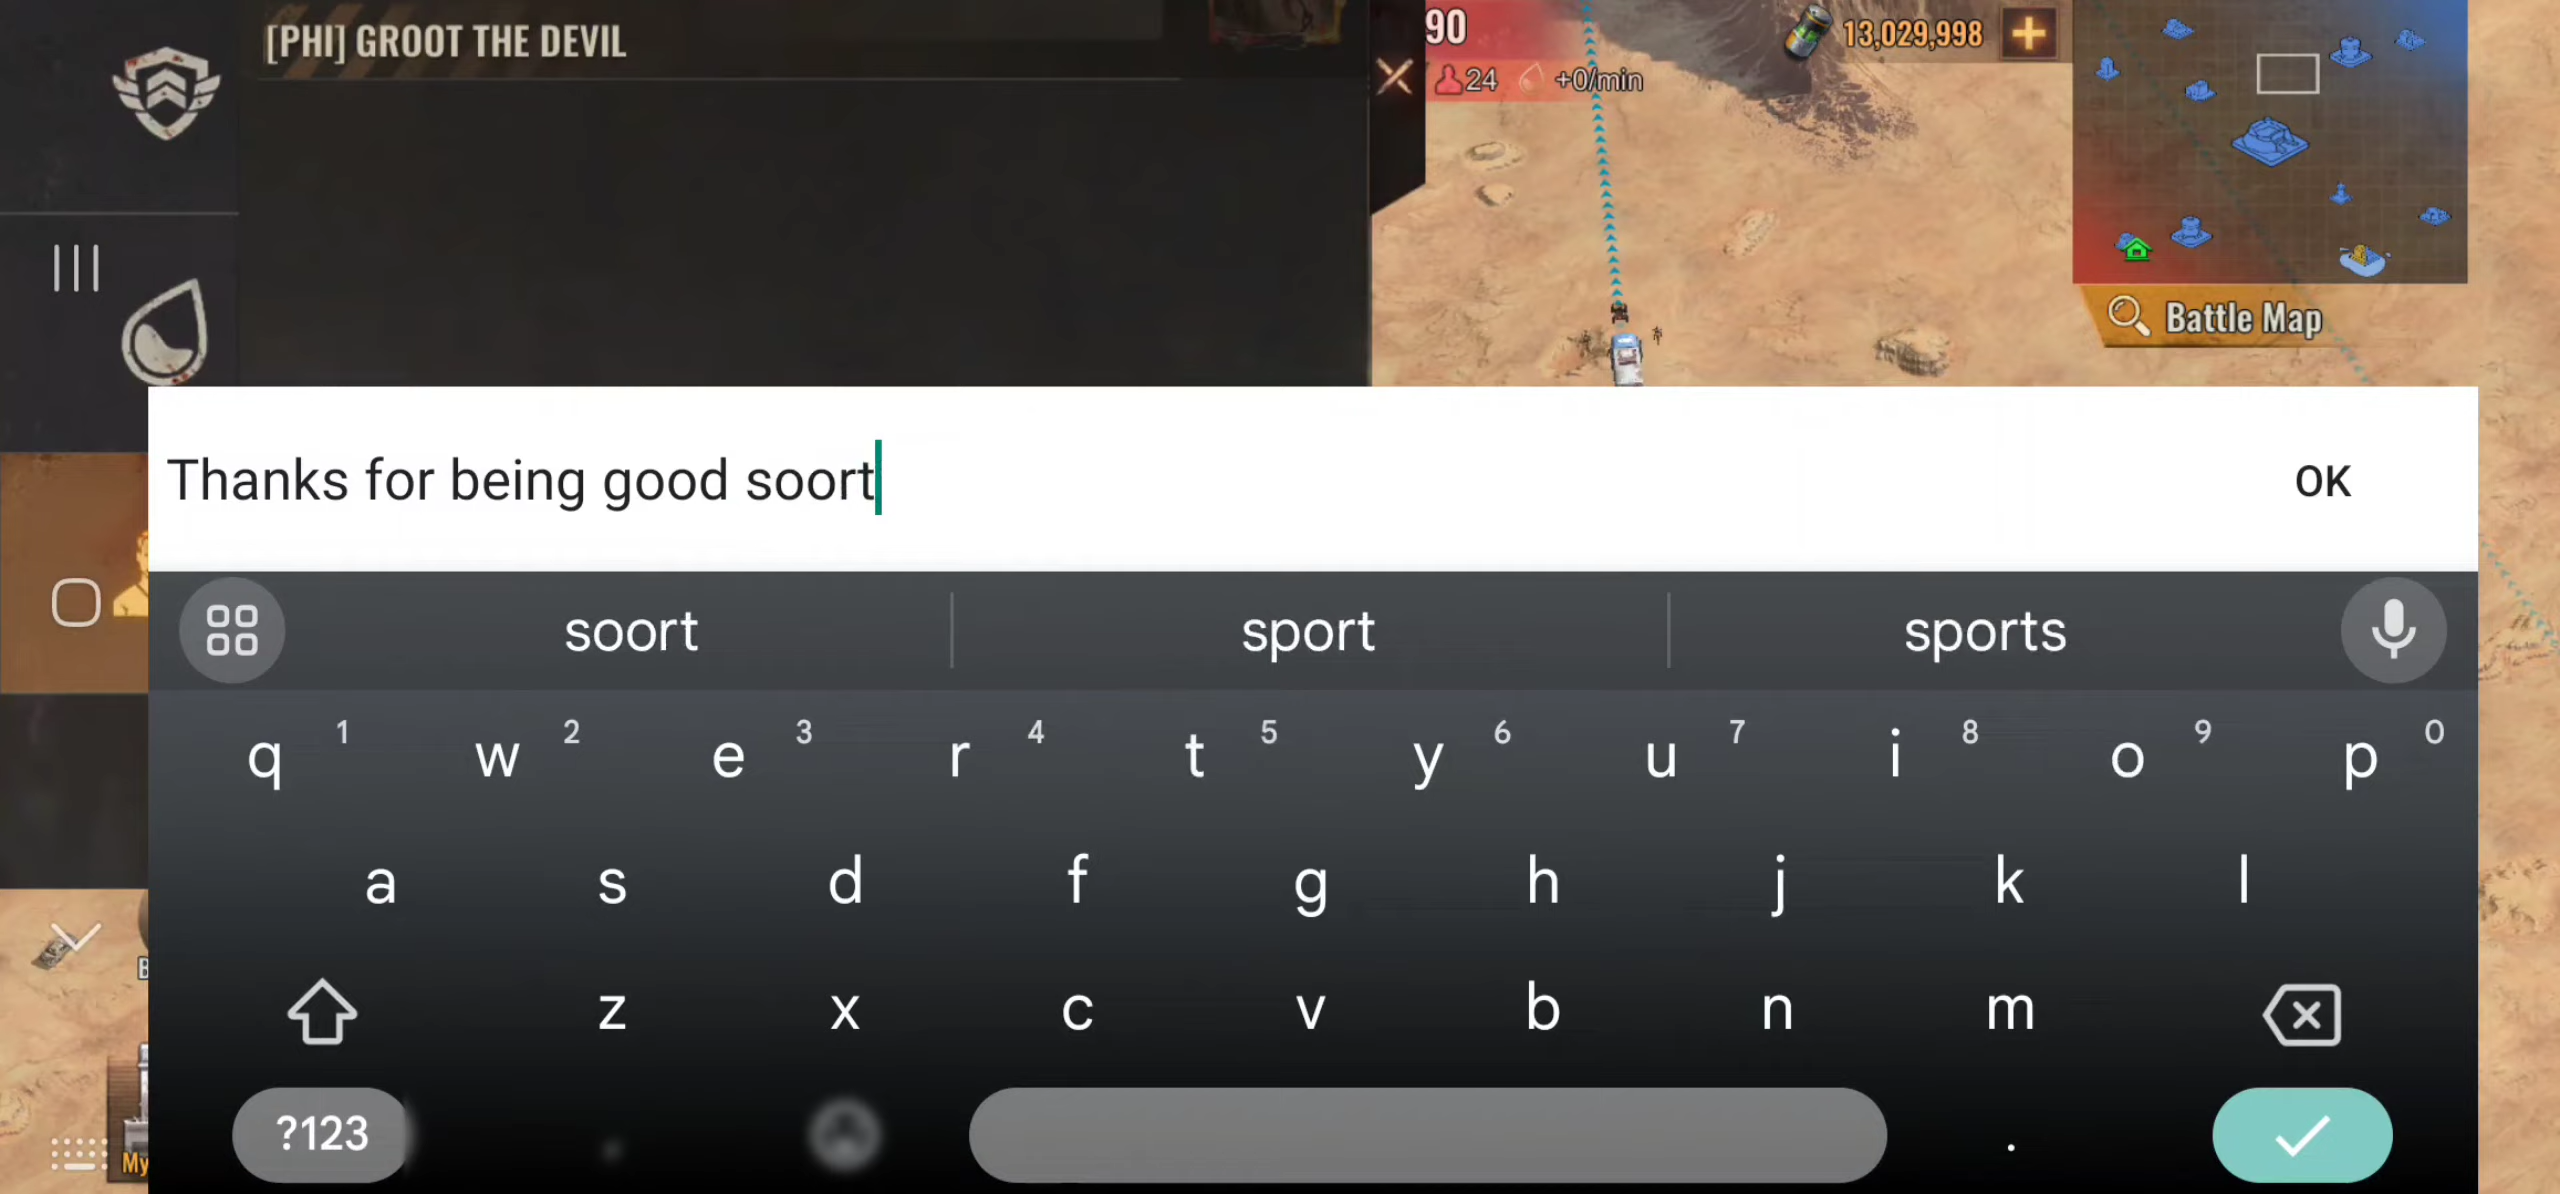 [PHI] GROOT THE DEVIL
90
24 +0/min
13,029,998
Battle Map
Thanks for being good soort
OK
soort sport sports
q 1 w 2 e 3 r 4 t 5 y 6 u 7 i 8 o 9 p 0
a s d f g h j k l
z x c v b n m
?123 .
My